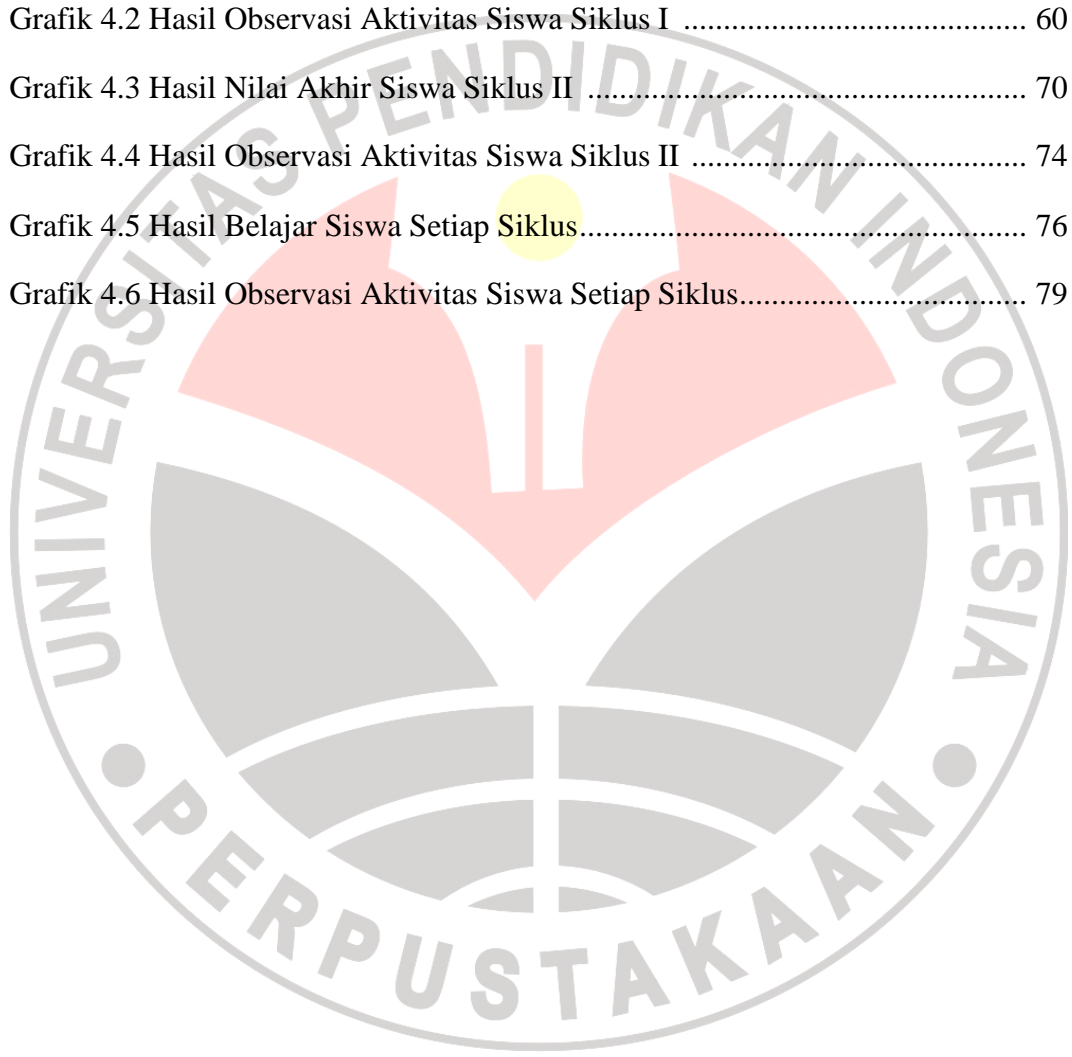 Grafik 4.2 Hasil Observasi Aktivitas Siswa Siklus I ........................................... 60
Grafik 4.3 Hasil Nilai Akhir Siswa Siklus II ....................................................... 70
Grafik 4.4 Hasil Observasi Aktivitas Siswa Siklus II .......................................... 74
Grafik 4.5 Hasil Belajar Siswa Setiap Siklus........................................................ 76
Grafik 4.6 Hasil Observasi Aktivitas Siswa Setiap Siklus.................................... 79
UNIVERSITAS PENDIDIKAN INDONESIA
PERPUSTAKAAN